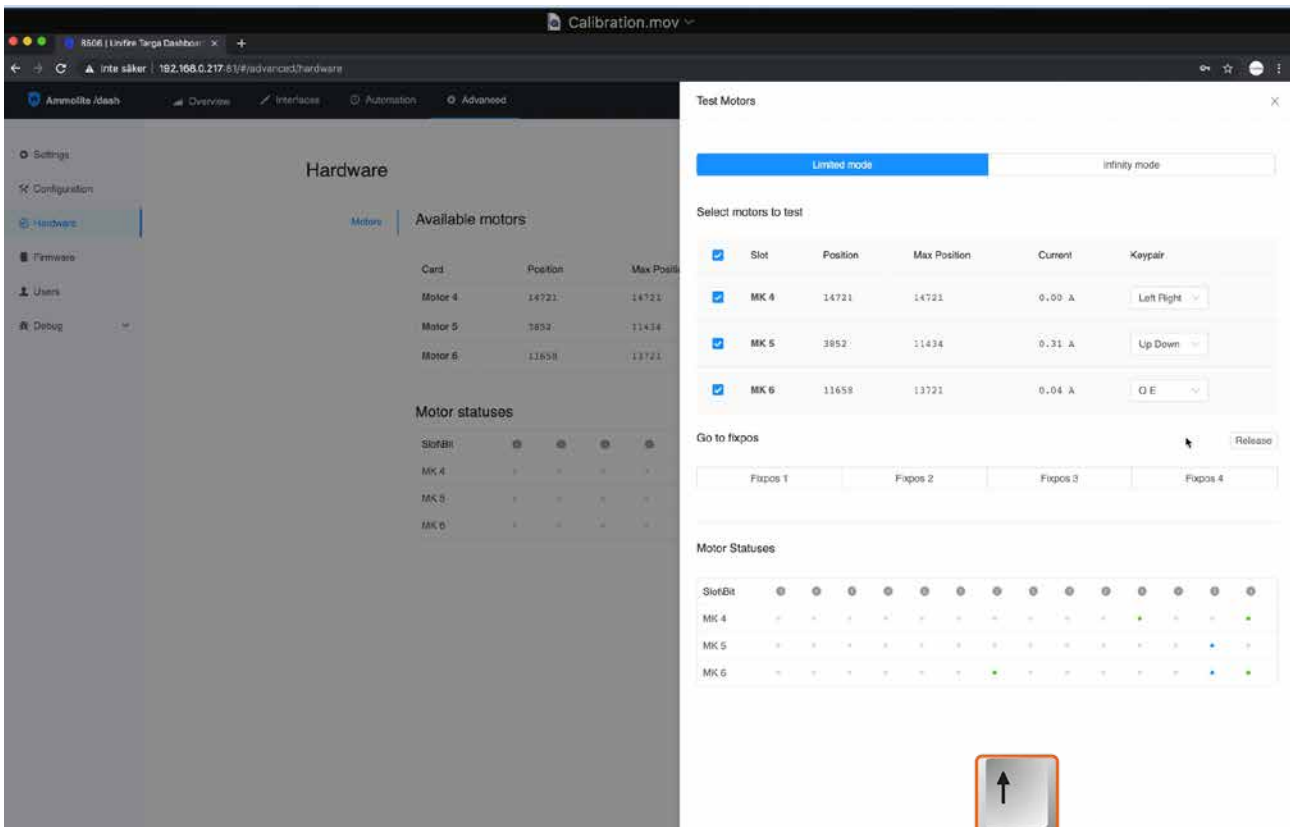 Calibration.mov
8506 | Unifire Targa Dashboar
Inte säker | 192.168.0.217:81/#/advanced/hardware
Ammolite /dash Overview Interfaces Automation Advanced
Test Motors
Settings
Configuration
Hardware
Firmware
Users
Debug
Hardware
Motors
Available motors
Card Position Max Positi
Motor 4 14721 14721
Motor 5 3852 11434
Motor 6 11658 13721
Motor statuses
Slot\Bit
MK 4
MK 5
MK 6
Limited mode Infinity mode
Select motors to test
Slot Position Max Position Current Keypair
MK 4 14721 14721 0.00 A Left Right
MK 5 3852 11434 0.31 A Up Down
MK 6 11658 13721 0.04 A Q E
Go to fixpos Release
Fixpos 1 Fixpos 2 Fixpos 3 Fixpos 4
Motor Statuses
Slot\Bit
MK 4
MK 5
MK 6